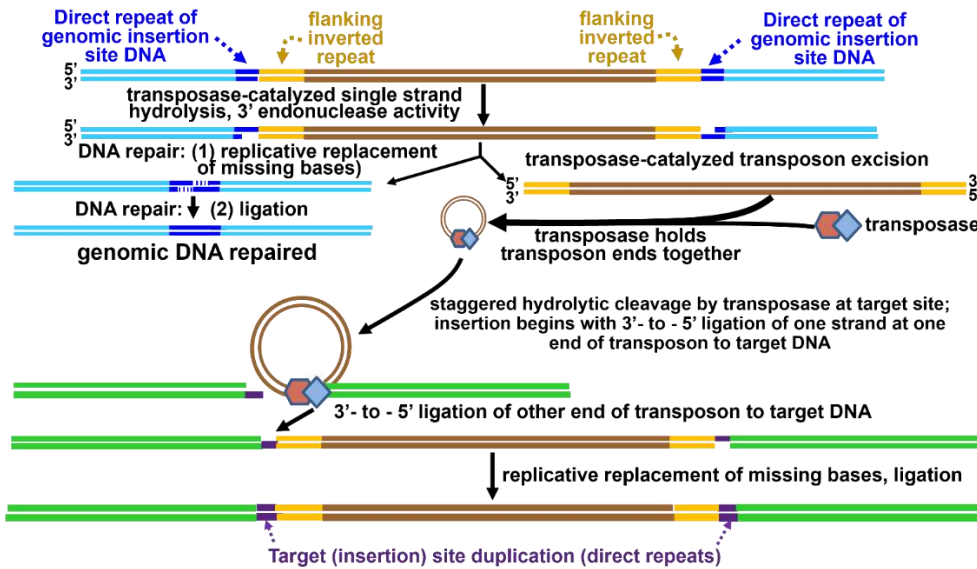 Direct repeat of
genomic insertion
site DNA
flanking
inverted
repeat
flanking
inverted
repeat
Direct repeat of
genomic insertion
site DNA
5’
3’
transposase-catalyzed single strand
hydrolysis, 3’ endonuclease activity
5’
3’
DNA repair: (1) replicative replacement
of missing bases)
transposase-catalyzed transposon excision
5’
3’
3’
5’
DNA repair: (2) ligation
genomic DNA repaired
transposase holds
transposon ends together
transposase
staggered hydrolytic cleavage by transposase at target site;
insertion begins with 3’- to - 5’ ligation of one strand at one
end of transposon to target DNA
3’- to - 5’ ligation of other end of transposon to target DNA
replicative replacement of missing bases, ligation
Target (insertion) site duplication (direct repeats)